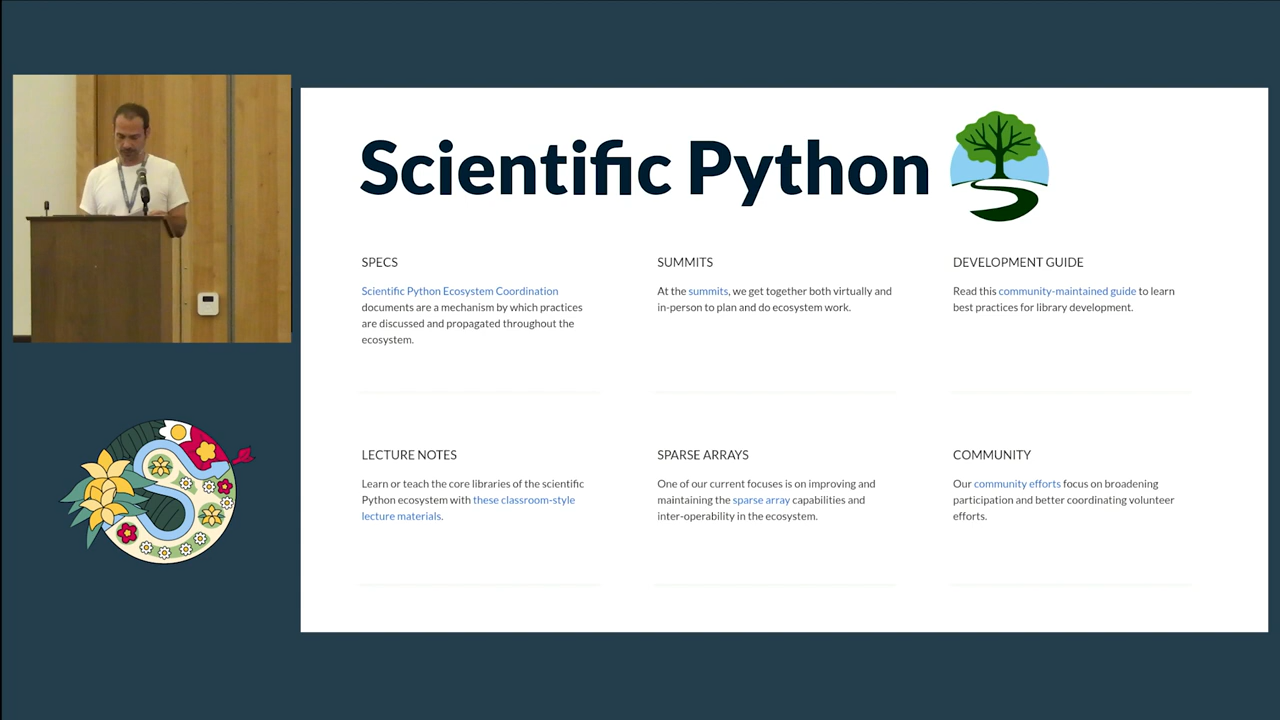 Scientific Python
SPECS
Scientific Python Ecosystem Coordination
documents are a mechanism by which practices
are discussed and propagated throughout the
ecosystem.
SUMMITS
At the summits, we get together both virtually and
in-person to plan and do ecosystem work.
DEVELOPMENT GUIDE
Read this community-maintained guide to learn
best practices for library development.
LECTURE NOTES
Learn or teach the core libraries of the scientific
Python ecosystem with these classroom-style
lecture materials.
SPARSE ARRAYS
One of our current focuses is on improving and
maintaining the sparse array capabilities and
inter-operability in the ecosystem.
COMMUNITY
Our community efforts focus on broadening
participation and better coordinating volunteer
efforts.